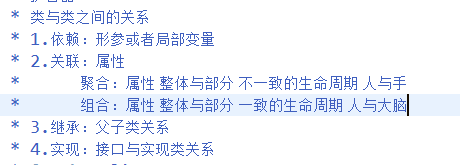 * 类与类之间的关系
* 1.依赖: 形参或者局部变量
* 2.关联: 属性
* 聚合: 属性 整体与部分 不一致的生命周期 人与手
* 组合: 属性 整体与部分 一致的生命周期 人与大脑
* 3.继承: 父子类关系
* 4.实现: 接口与实现类关系